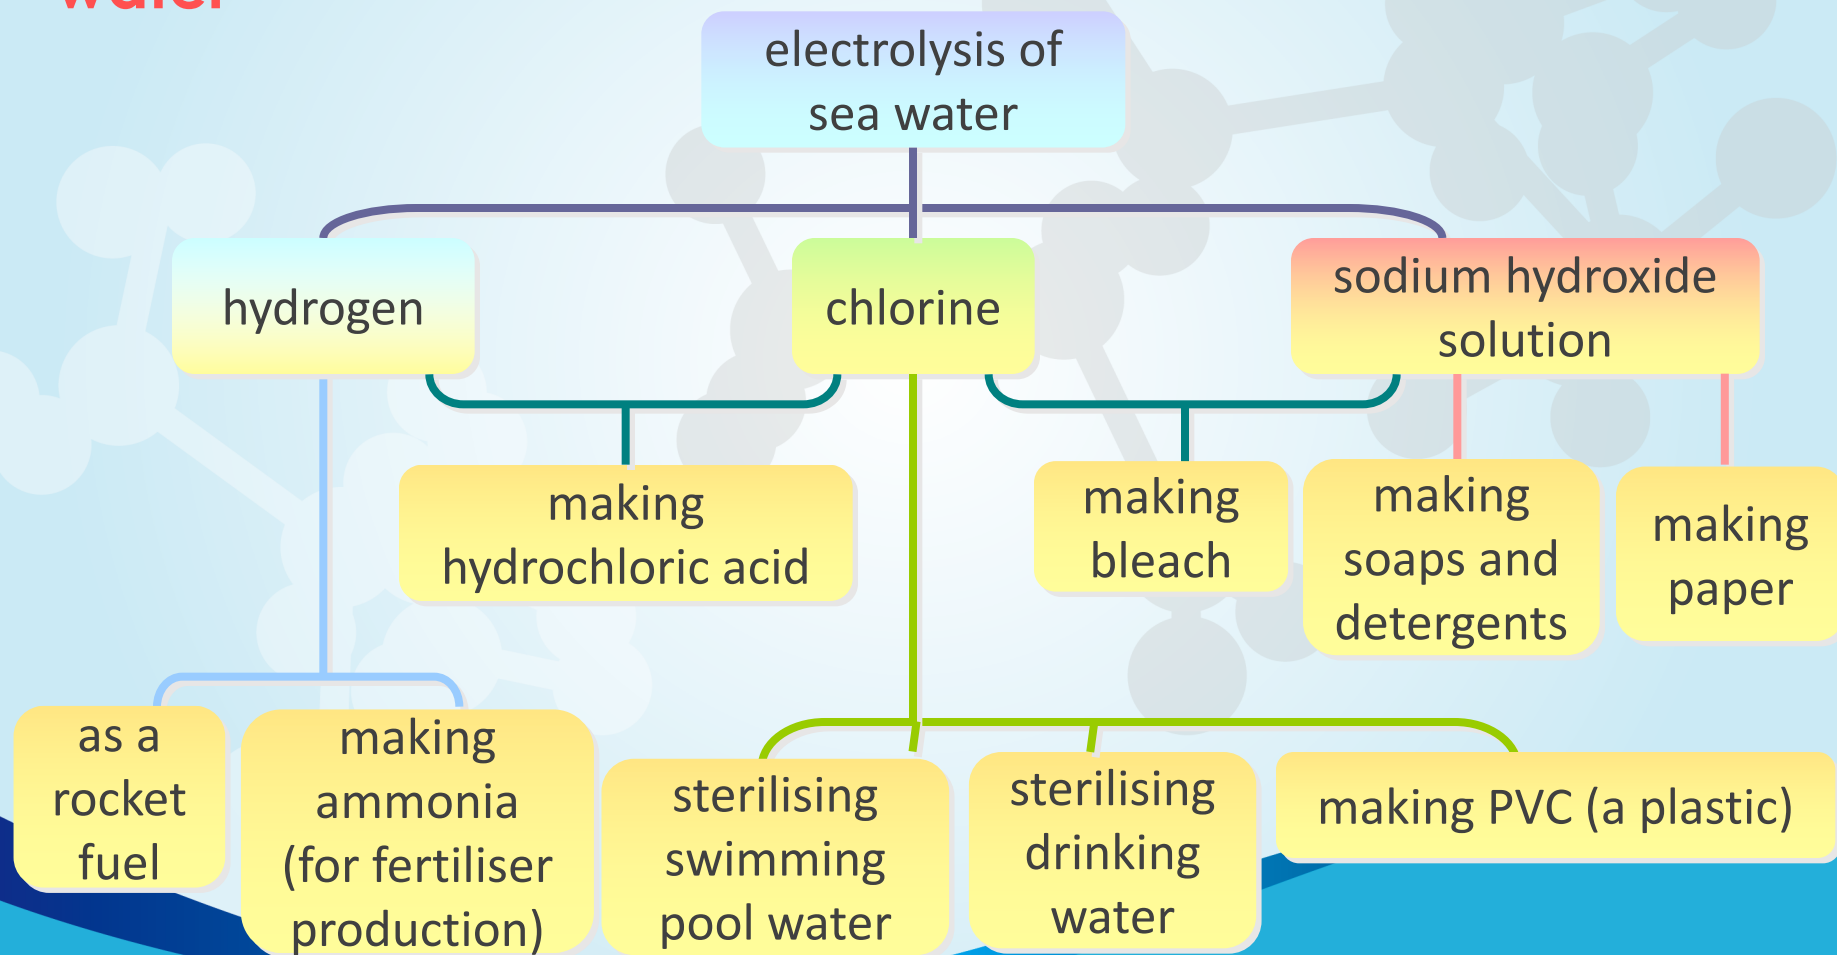 water
electrolysis of
sea water
hydrogen
chlorine
sodium hydroxide
solution
making
hydrochloric acid
making
bleach
making
soaps and
detergents
making
paper
as a
rocket
fuel
making
ammonia
(for fertiliser
production)
sterilising
swimming
pool water
sterilising
drinking
water
making PVC (a plastic)